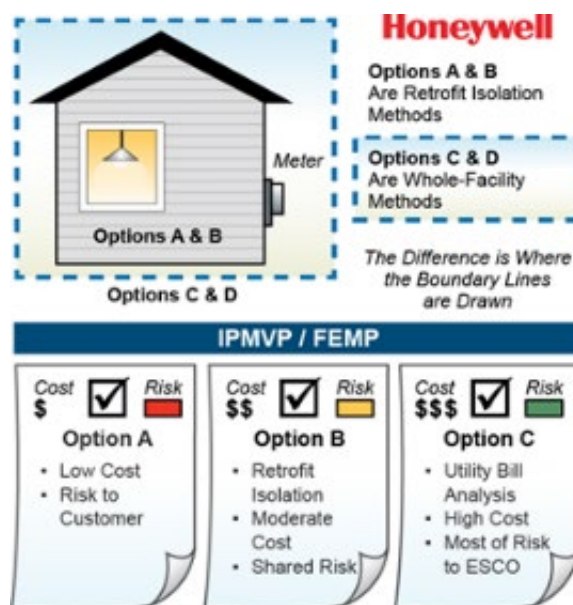 Honeywell
Options A & B
Are Retrofit Isolation
Methods
Options C & D
Are Whole-Facility
Methods
The Difference is Where
the Boundary Lines
are Drawn
Meter
Options A & B
Options C & D
IPMVP / FEMP
Cost
$
Risk
Option A
• Low Cost
• Risk to
Customer
Cost
$$
Risk
Option B
• Retrofit
Isolation
• Moderate
Cost
• Shared Risk
Cost
$$$
Risk
Option C
• Utility Bill
Analysis
• High Cost
• Most of Risk
to ESCO